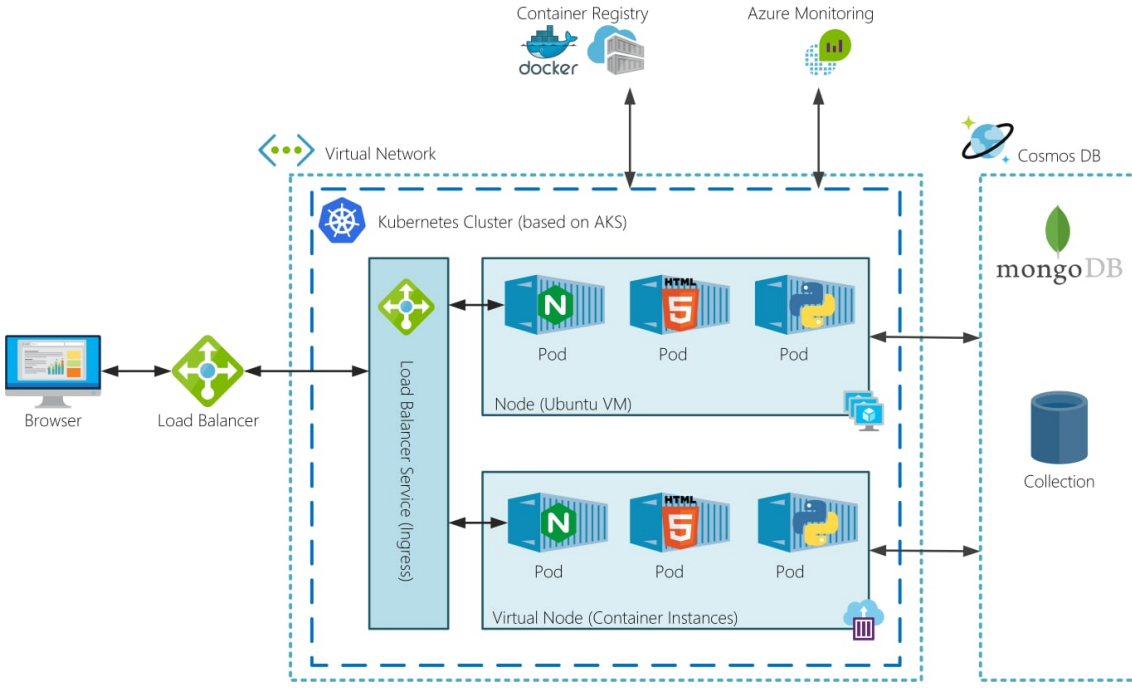 Container Registry
docker
Azure Monitoring
Virtual Network
Cosmos DB
Kubernetes Cluster (based on AKS)
mongoDB
Load Balancer Service (Ingress)
N
HTML
5
Pod
Pod
Pod
Node (Ubuntu VM)
Browser
Load Balancer
Collection
N
HTML
5
Pod
Pod
Pod
Virtual Node (Container Instances)